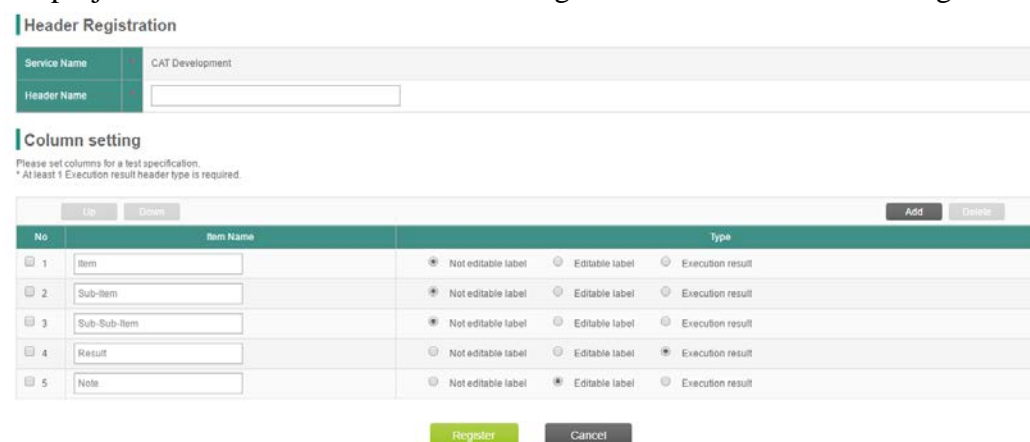 Header Registration
Service Name * CAT Development
Header Name *
Column setting
Please set columns for a test specification.
* At least 1 Execution result header type is required.
Up Down Add Delete
No Item Name Type
1 Item Not editable label Editable label Execution result
2 Sub-Item Not editable label Editable label Execution result
3 Sub-Sub-Item Not editable label Editable label Execution result
4 Result Not editable label Editable label Execution result
5 Note Not editable label Editable label Execution result
Register Cancel